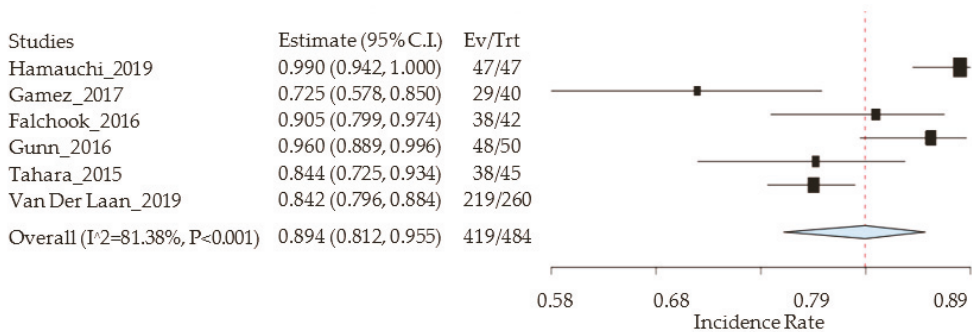 Studies Estimate (95% C.I.) Ev/Trt
Hamauchi_2019 0.990 (0.942, 1.000) 47/47
Gamez_2017 0.725 (0.578, 0.850) 29/40
Falchook_2016 0.905 (0.799, 0.974) 38/42
Gunn_2016 0.960 (0.889, 0.996) 48/50
Tahara_2015 0.844 (0.725, 0.934) 38/45
Van Der Laan_2019 0.842 (0.796, 0.884) 219/260
Overall (I^2=81.38%, P<0.001) 0.894 (0.812, 0.955) 419/484
0.58 0.68 0.79 0.89
Incidence Rate